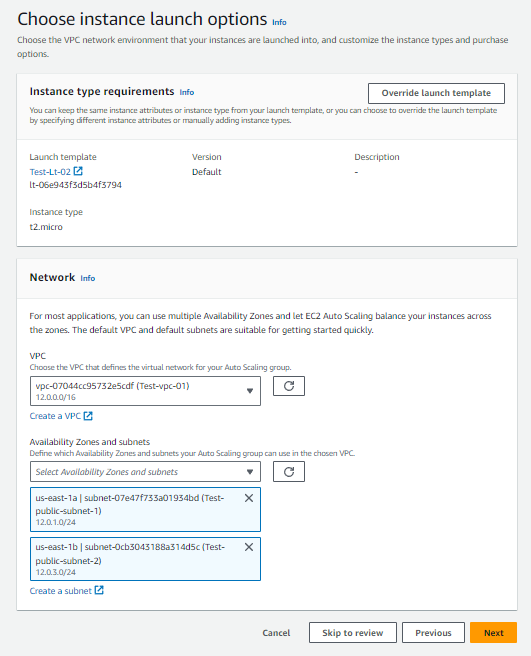 Choose instance launch options Info
Choose the VPC network environment that your instances are launched into, and customize the instance types and purchase
options.
Instance type requirements Info
Override launch template
You can keep the same instance attributes or instance type from your launch template, or you can choose to override the launch template
by specifying different instance attributes or manually adding instance types.
Launch template
Version
Description
Test-Lt-02
Default
-
lt-06e943f3d5b4f3794
Instance type
t2.micro
Network Info
For most applications, you can use multiple Availability Zones and let EC2 Auto Scaling balance your instances across
the zones. The default VPC and default subnets are suitable for getting started quickly.
VPC
Choose the VPC that defines the virtual network for your Auto Scaling group.
vpc-07044cc95732e5cdf (Test-vpc-01)
12.0.0.0/16
Create a VPC
Availability Zones and subnets
Define which Availability Zones and subnets your Auto Scaling group can use in the chosen VPC.
Select Availability Zones and subnets
us-east-1a | subnet-07e47f733a01934bd (Test-
public-subnet-1)
12.0.1.0/24
us-east-1b | subnet-0cb3043188a314d5c (Test-
public-subnet-2)
12.0.3.0/24
Create a subnet
Cancel
Skip to review
Previous
Next